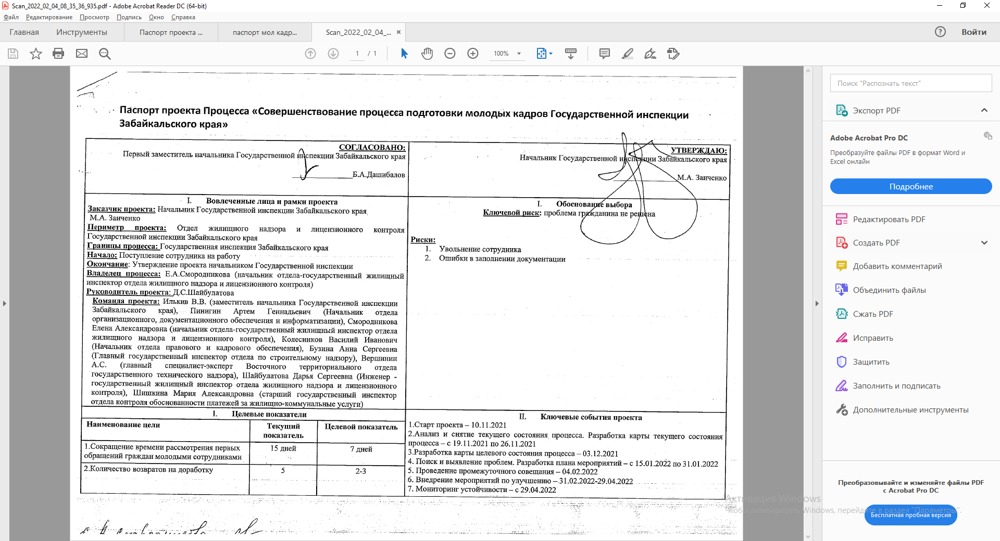 Scan_2022_02_04_08_35_36_935.pdf - Adobe Acrobat Reader DC (64-bit)
Файл Редактирование Просмотр Подпись Окно Справка
Главная Инструменты Паспорт проекта ... паспорт мол кадр... Scan_2022_02_04_... × Войти
1 / 1 100%
Паспорт проекта Процесса «Совершенствование процесса подготовки молодых кадров Государственной инспекции
Забайкальского края»
СОГЛАСОВАНО:
Первый заместитель начальника Государственной инспекции Забайкальского края
Б.А.Дашибалов
УТВЕРЖДАЮ:
Начальник Государственной инспекции Забайкальского края
М.А. Заиченко
I. Вовлеченные лица и рамки проекта
Заказчик проекта: Начальник Государственной инспекции Забайкальского края
М.А. Заиченко
Периметр проекта: Отдел жилищного надзора и лицензионного контроля
Государственной инспекции Забайкальского края
Границы процесса: Государственная инспекция Забайкальского края
Начало: Поступление сотрудника на работу
Окончание: Утверждение проекта начальником Государственной инспекции
Владелец процесса: Е.А.Смородникова (начальник отдела-государственный жилищный
инспектор отдела жилищного надзора и лицензионного контроля)
Руководитель проекта: Д.С.Шайбулатова
Команда проекта: Илькив В.В. (заместитель начальника Государственной инспекции
Забайкальского края), Пинигин Артем Геннадьевич (Начальник отдела
организационного, документационного обеспечения и информатизации), Смородникова
Елена Александровна (начальник отдела-государственный жилищный инспектор отдела
жилищного надзора и лицензионного контроля), Колесников Василий Иванович
(Начальник отдела правового и кадрового обеспечения), Бузина Анна Сергеевна
(Главный государственный инспектор отдела по строительному надзору), Вершинин
А.С. (главный специалист-эксперт Восточного территориального отдела
государственного технического надзора), Шайбулатова Дарья Сергеевна (Инженер -
государственный жилищный инспектор отдела жилищного надзора и лицензионного
контроля), Шишкина Мария Александровна (старший государственный инспектор
отдела контроля обоснованности платежей за жилищно-коммунальные услуги)
I. Обоснование выбора
Ключевой риск: проблема гражданина не решена
Риски:
1. Увольнение сотрудника
2. Ошибки в заполнении документации
I. Целевые показатели
Наименование цели Текущий показатель Целевой показатель
1.Сокращение времени рассмотрения первых 15 дней 7 дней
обращений граждан молодыми сотрудниками
2.Количество возвратов на доработку 5 2-3
II. Ключевые события проекта
1.Старт проекта – 10.11.2021
2.Анализ и снятие текущего состояния процесса. Разработка карты текущего состояния
процесса – с 19.11.2021 по 26.11.2021
3.Разработка карты целевого состояния процесса – 03.12.2021
4. Поиск и выявление проблем. Разработка плана мероприятий – с 15.01.2022 по 31.01.2022
5. Проведение промежуточного совещания – 04.02.2022
6. Внедрение мероприятий по улучшению – 31.02.2022-29.04.2022
7. Мониторинг устойчивости – с 29.04.2022
Поиск "Распознать текст"
Экспорт PDF
Adobe Acrobat Pro DC
Преобразуйте файлы PDF в формат Word и
Excel онлайн
Подробнее
Редактировать PDF
Создать PDF
Добавить комментарий
Объединить файлы
Сжать PDF
Исправить
Защитить
Заполнить и подписать
Дополнительные инструменты
Преобразовывайте и изменяйте файлы PDF
с Acrobat Pro DC
Бесплатная пробная версия
Активация Windows
Чтобы активировать Windows, перейдите в раздел "Параметры".